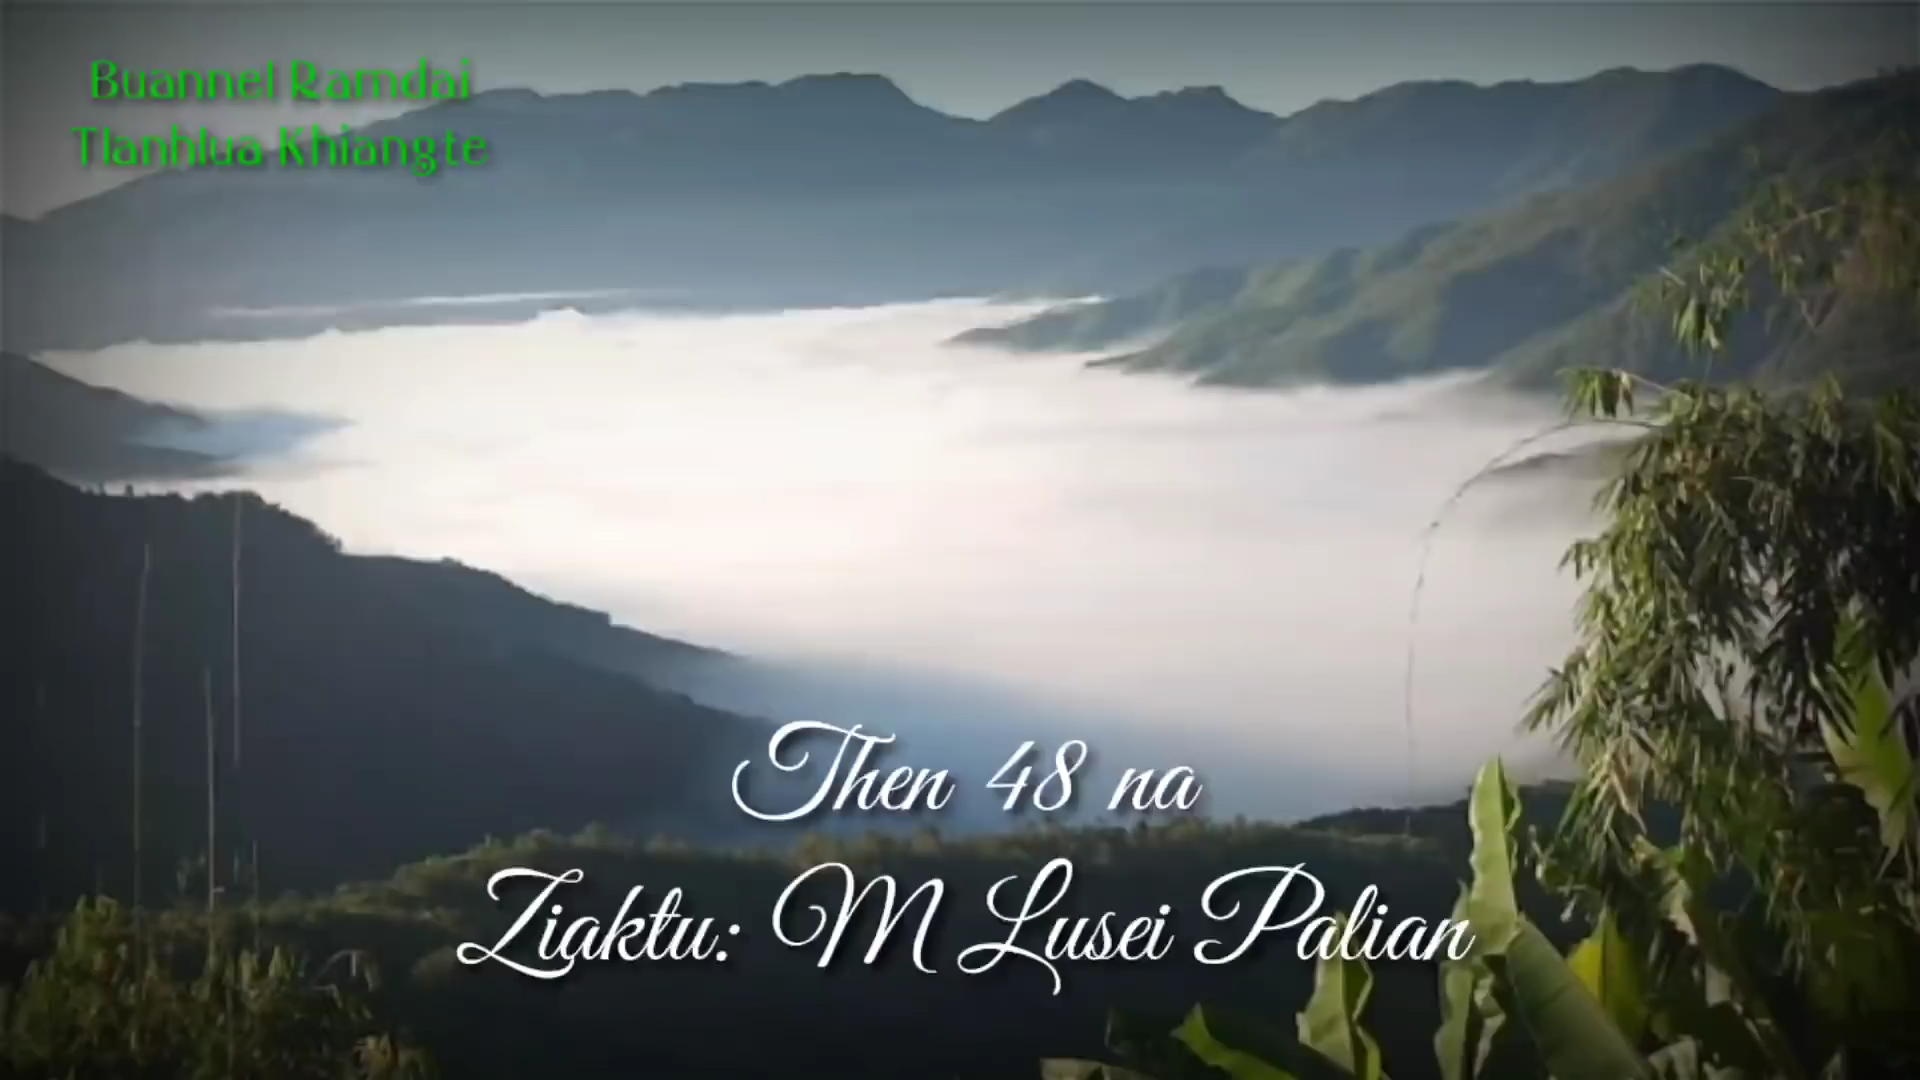 Buannel Ramdai
Tlanhlua Khiangte
Then 48 na
Ziaktu: M Lusei Palian